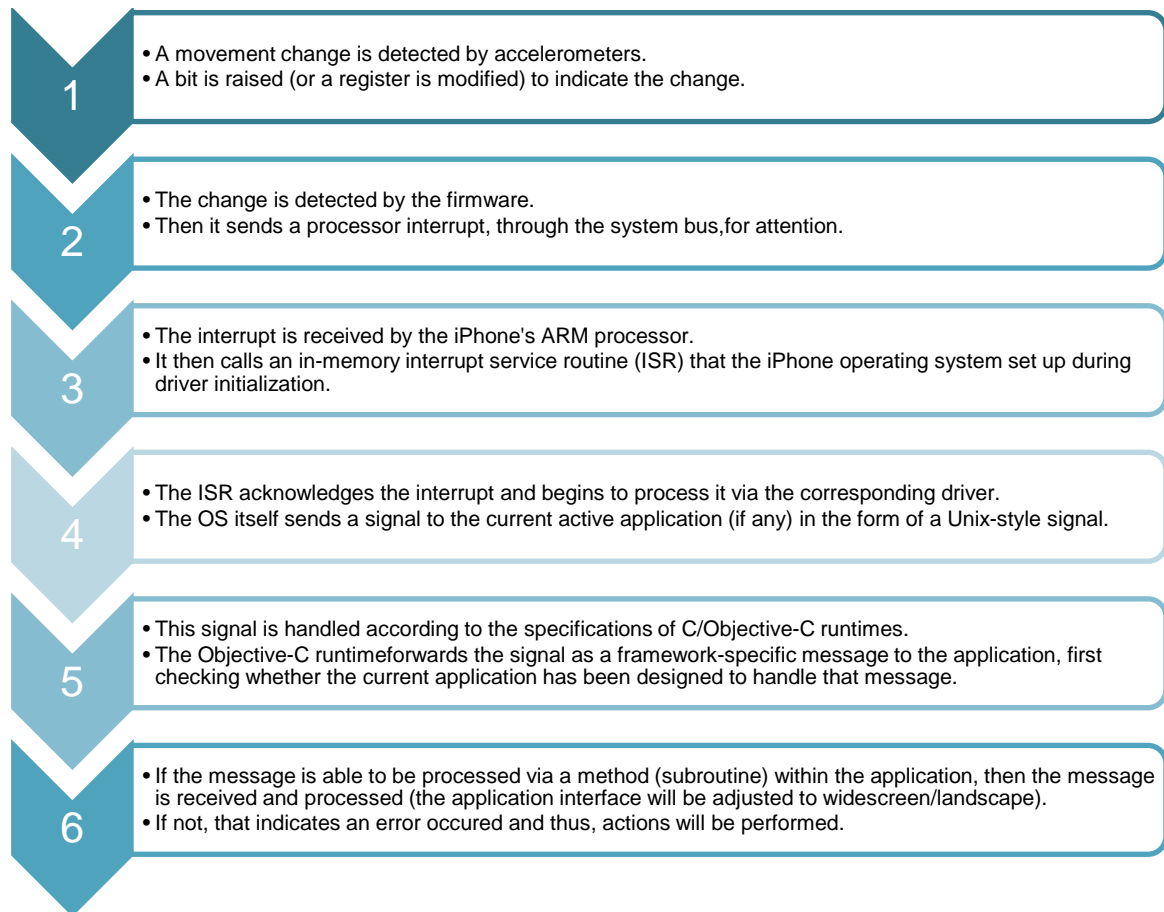 1
• A movement change is detected by accelerometers.
• A bit is raised (or a register is modified) to indicate the change.
2
• The change is detected by the firmware.
• Then it sends a processor interrupt, through the system bus,for attention.
3
• The interrupt is received by the iPhone's ARM processor.
• It then calls an in-memory interrupt service routine (ISR) that the iPhone operating system set up during
driver initialization.
4
• The ISR acknowledges the interrupt and begins to process it via the corresponding driver.
• The OS itself sends a signal to the current active application (if any) in the form of a Unix-style signal.
5
• This signal is handled according to the specifications of C/Objective-C runtimes.
• The Objective-C runtimeforwards the signal as a framework-specific message to the application, first
checking whether the current application has been designed to handle that message.
6
• If the message is able to be processed via a method (subroutine) within the application, then the message
is received and processed (the application interface will be adjusted to widescreen/landscape).
• If not, that indicates an error occured and thus, actions will be performed.